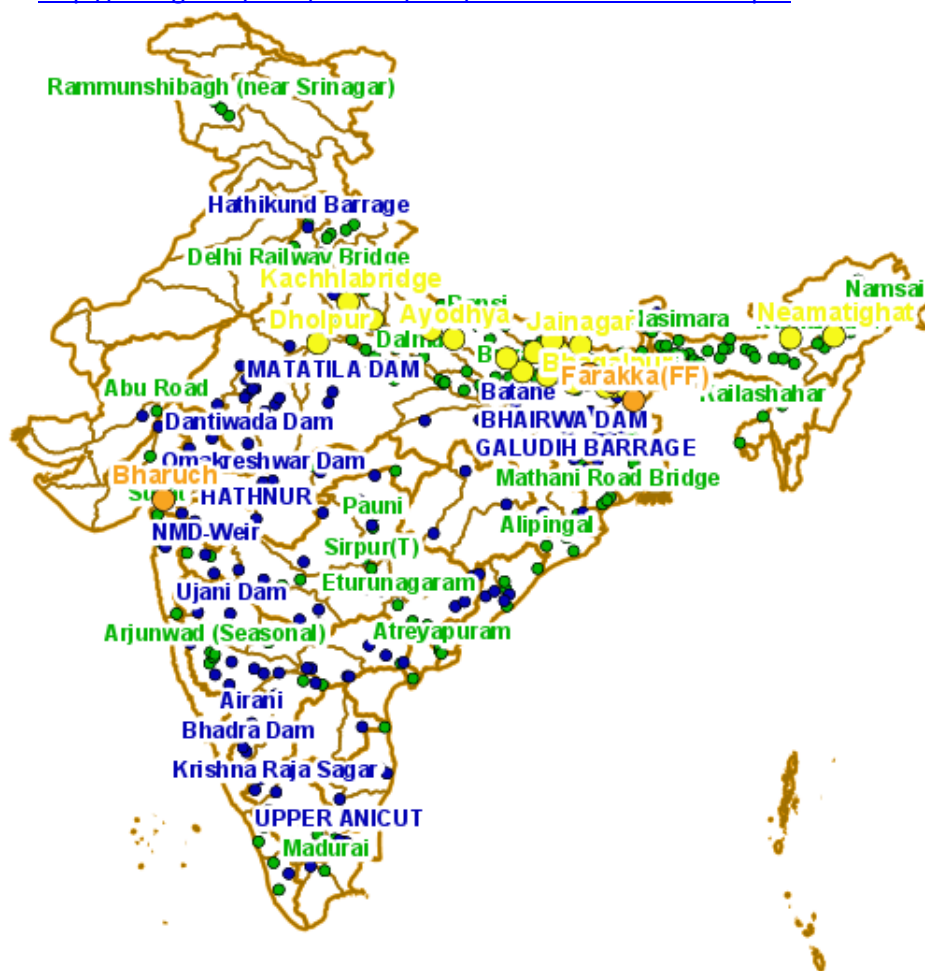 Rammunshibagh (near Srinagar)
Hathikund Barrage
Delhi Railway Bridge
Kachhlabridge
Namsai
Dholpur
Ayodhya
Jainagar
Neamatighat
MATATILA DAM
Farakka(FF)
Abu Road
Batane
Dantiwada Dam
BHAIRWA DAM
GALUDIH BARRAGE
Omakreshwar Dam
Bharuch
HATHNUR
Mathani Road Bridge
Pauni
Alipingal
NMD-Weir
Sirpur(T)
Ujani Dam
Eturunagaram
Arjunwad (Seasonal)
Atreyapuram
Airani
Bhadra Dam
Krishna Raja Sagar
UPPER ANICUT
Madurai